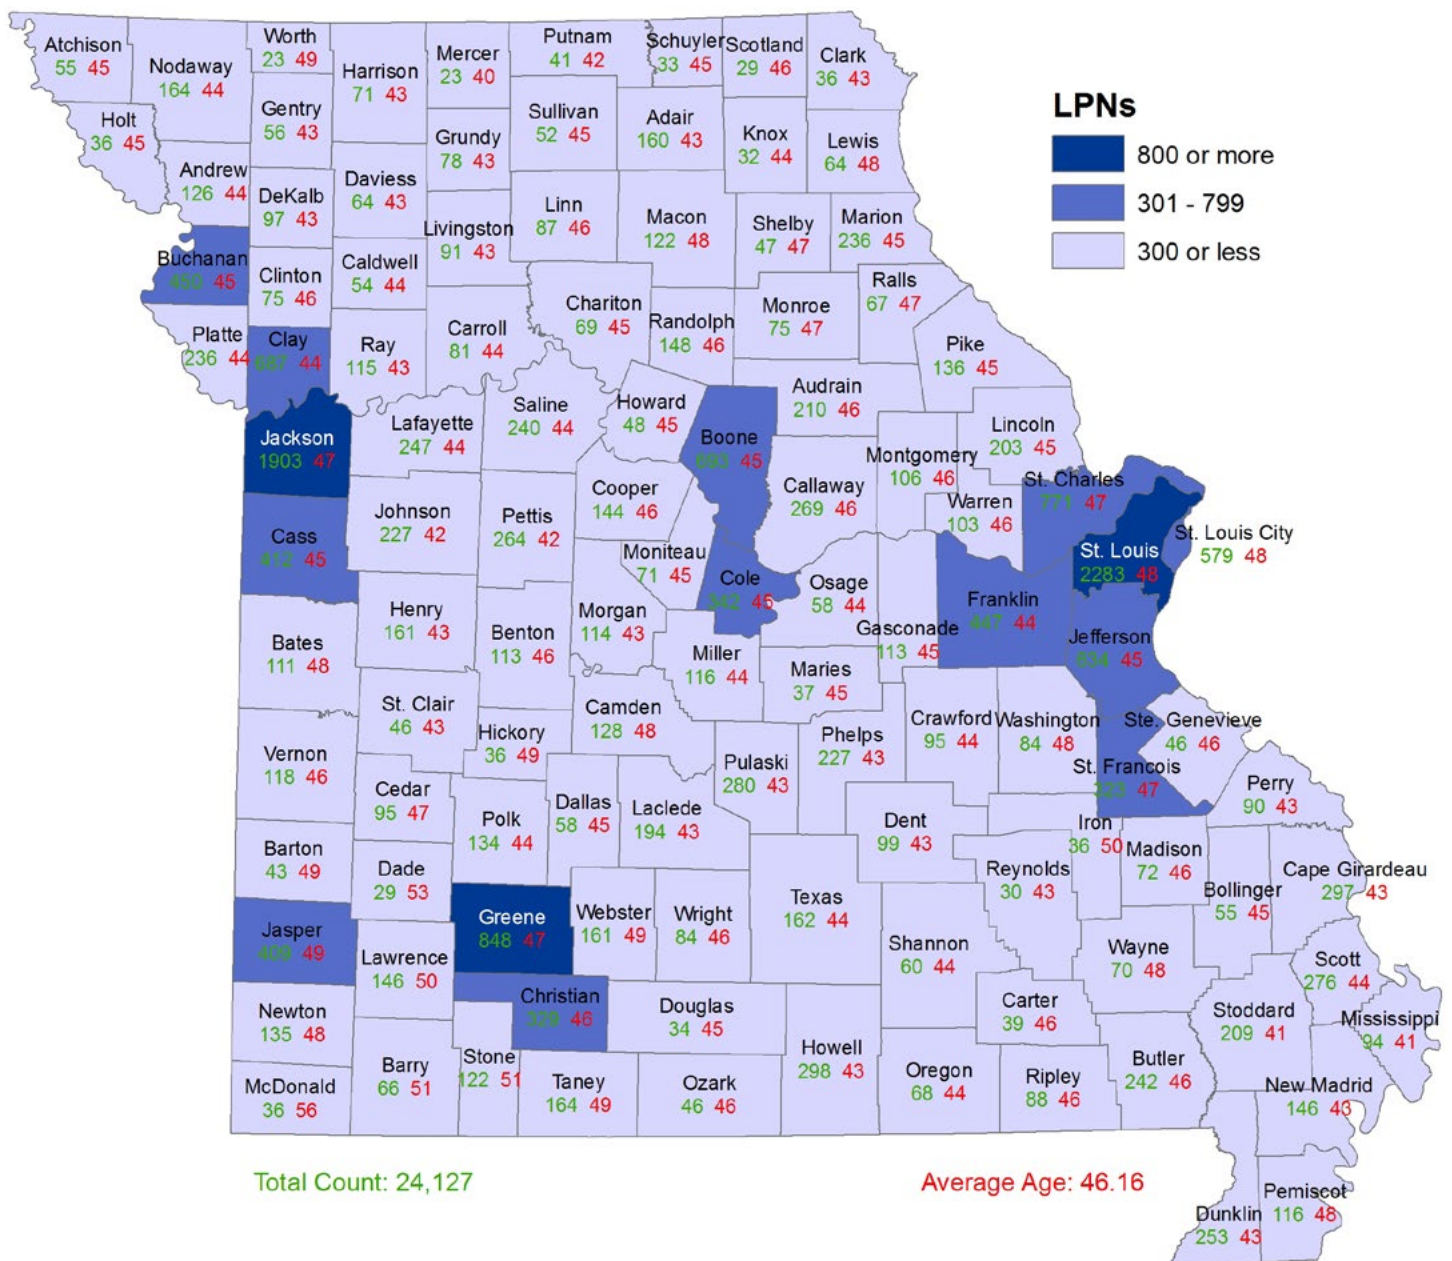 Atchison
55 45
Nodaway
164 44
Worth
23 49
Harrison
71 43
Mercer
23 40
Putnam
41 42
Schuyler
33 45
Scotland
29 46
Clark
36 43
LPNs
800 or more
301 - 799
300 or less
Holt
36 45
Gentry
56 43
Grundy
78 43
Sullivan
52 45
Adair
160 43
Knox
32 44
Lewis
64 48
Andrew
126 44
DeKalb
97 43
Daviess
64 43
Livingston
91 43
Linn
87 46
Macon
122 48
Shelby
47 47
Marion
236 45
Buchanan
450 45
Clinton
75 46
Caldwell
54 44
Chariton
69 45
Randolph
148 46
Monroe
75 47
Ralls
67 47
Platte
236 44
Clay
687 44
Ray
115 43
Carroll
81 44
Pike
136 45
Jackson
1903 47
Lafayette
247 44
Saline
240 44
Howard
48 45
Boone
693 45
Audrain
210 46
Montgomery
106 46
Lincoln
203 45
St. Charles
771 47
Cass
412 45
Johnson
227 42
Pettis
264 42
Cooper
144 46
Callaway
269 46
Warren
103 46
St. Louis
2283 48
St. Louis City
579 48
Moniteau
71 45
Cole
342 45
Osage
58 44
Gasconade
113 45
Franklin
447 44
Jefferson
634 45
Bates
111 48
Henry
161 43
Benton
113 46
Morgan
114 43
Miller
116 44
Maries
37 45
St. Clair
46 43
Hickory
36 49
Camden
128 48
Phelps
227 43
Crawford
95 44
Washington
84 48
Ste. Genevieve
46 46
Vernon
118 46
Cedar
95 47
Polk
134 44
Dallas
58 45
Laclede
194 43
Pulaski
280 43
Dent
99 43
Iron
36 50
St. Francois
323 47
Perry
90 43
Barton
43 49
Dade
29 53
Greene
848 47
Webster
161 49
Wright
84 46
Texas
162 44
Reynolds
30 43
Madison
72 46
Bollinger
55 45
Cape Girardeau
297 43
Jasper
409 49
Lawrence
146 50
Christian
329 46
Douglas
34 45
Shannon
60 44
Wayne
70 48
Scott
276 44
Newton
135 48
Carter
39 46
Stoddard
209 41
Mississippi
94 41
McDonald
36 56
Barry
66 51
Stone
122 51
Taney
164 49
Ozark
46 46
Howell
298 43
Oregon
68 44
Ripley
88 46
Butler
242 46
New Madrid
146 43
Total Count: 24,127
Average Age: 46.16
Dunklin
253 43
Pemiscot
116 48